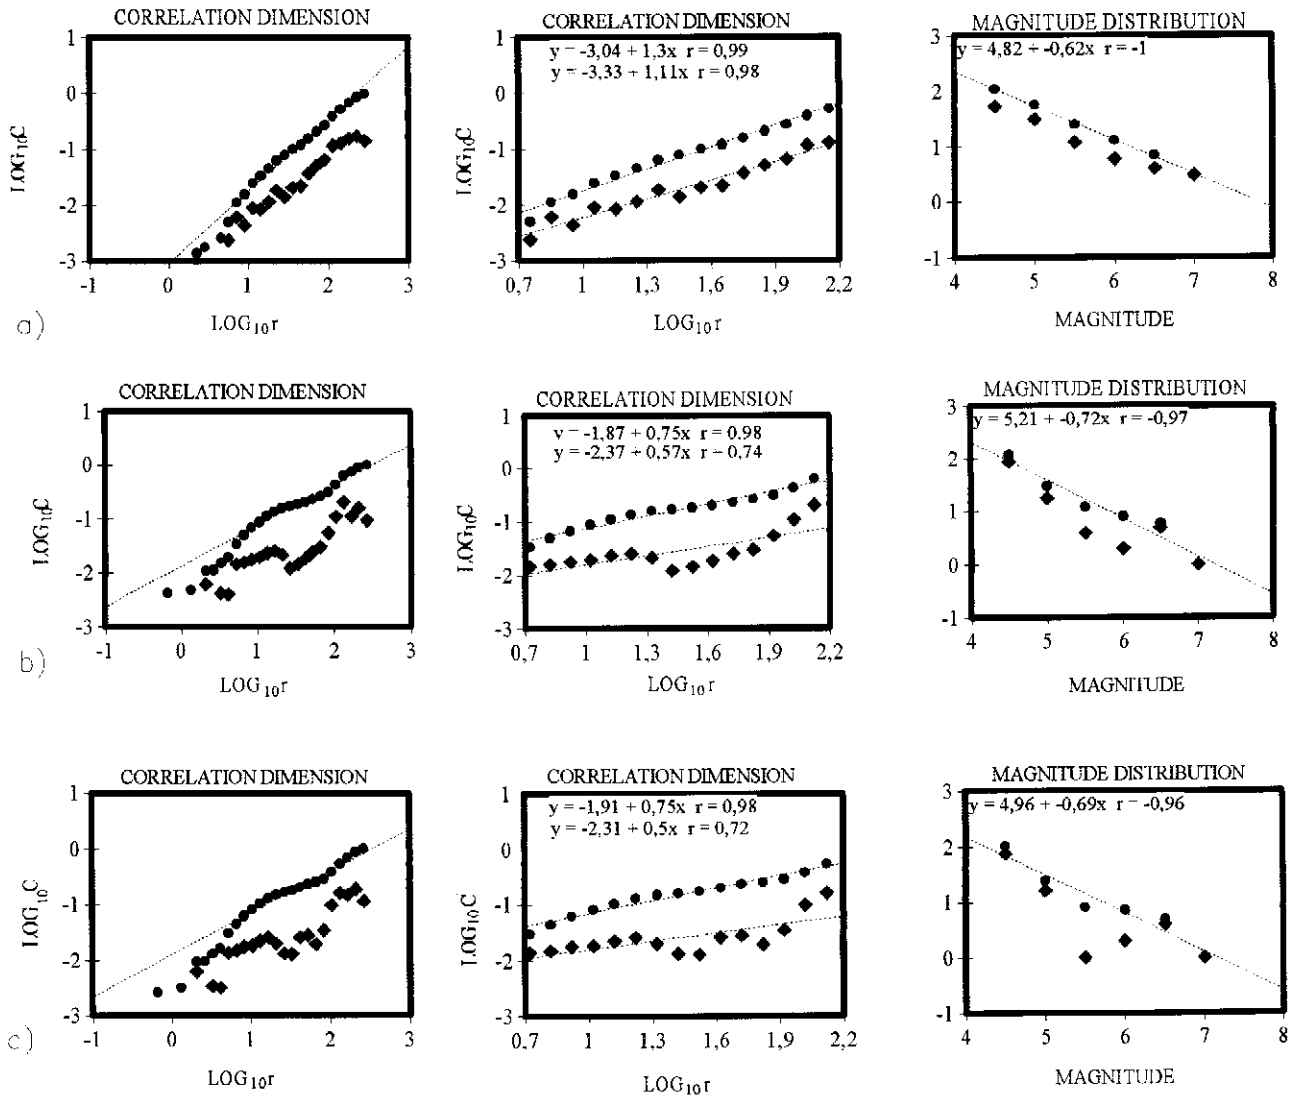 CORRELATION DIMENSION
1
0
-1
-2
-3
LOG10C
-1 0 1 2 3
LOG10r
CORRELATION DIMENSION
y = -3,04 + 1,3x r = 0,99
y = -3,33 + 1,11x r = 0,98
1
0
-1
-2
-3
LOG10C
0,7 1 1,3 1,6 1,9 2,2
LOG10r
MAGNITUDE DISTRIBUTION
y = 4,82 + -0,62x r = -1
3
2
1
0
-1
4 5 6 7 8
MAGNITUDE
a)
CORRELATION DIMENSION
1
0
-1
-2
-3
LOG10C
-1 0 1 2 3
LOG10r
CORRELATION DIMENSION
y = -1,87 + 0,75x r = 0.98
y = -2,37 + 0,57x r = 0,74
1
0
-1
-2
-3
LOG10C
0,7 1 1,3 1,6 1,9 2,2
LOG10r
MAGNITUDE DISTRIBUTION
y = 5,21 + -0,72x r = -0,97
3
2
1
0
-1
4 5 6 7 8
MAGNITUDE
b)
CORRELATION DIMENSION
1
0
-1
-2
-3
LOG10C
-1 0 1 2 3
LOG10r
CORRELATION DIMENSION
y = -1,91 + 0,75x r = 0,98
y = -2,31 + 0,5x r = 0,72
1
0
-1
-2
-3
LOG10C
0,7 1 1,3 1,6 1,9 2,2
LOG10r
MAGNITUDE DISTRIBUTION
y = 4,96 + -0,69x r = -0,96
3
2
1
0
-1
4 5 6 7 8
MAGNITUDE
c)